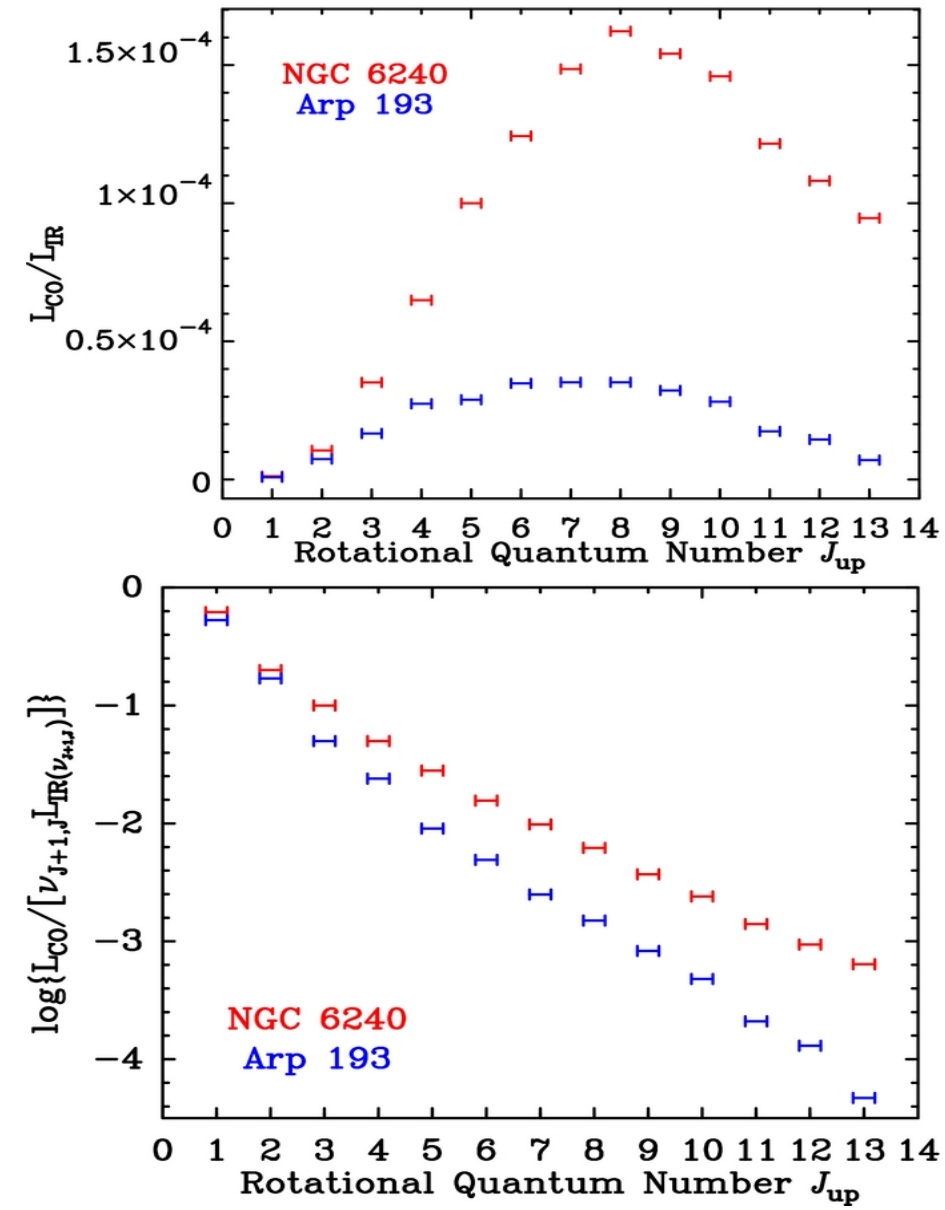 1.5×10⁻⁴
NGC 6240
Arp 193
1×10⁻⁴
L_CO/L_IR
0.5×10⁻⁴
0
0 1 2 3 4 5 6 7 8 9 10 11 12 13 14
Rotational Quantum Number J_up
0
−1
−2
log{L_CO/[ν_J+1,J L_IR(ν_J+1,J)]}
−3
NGC 6240
Arp 193
−4
0 1 2 3 4 5 6 7 8 9 10 11 12 13 14
Rotational Quantum Number J_up